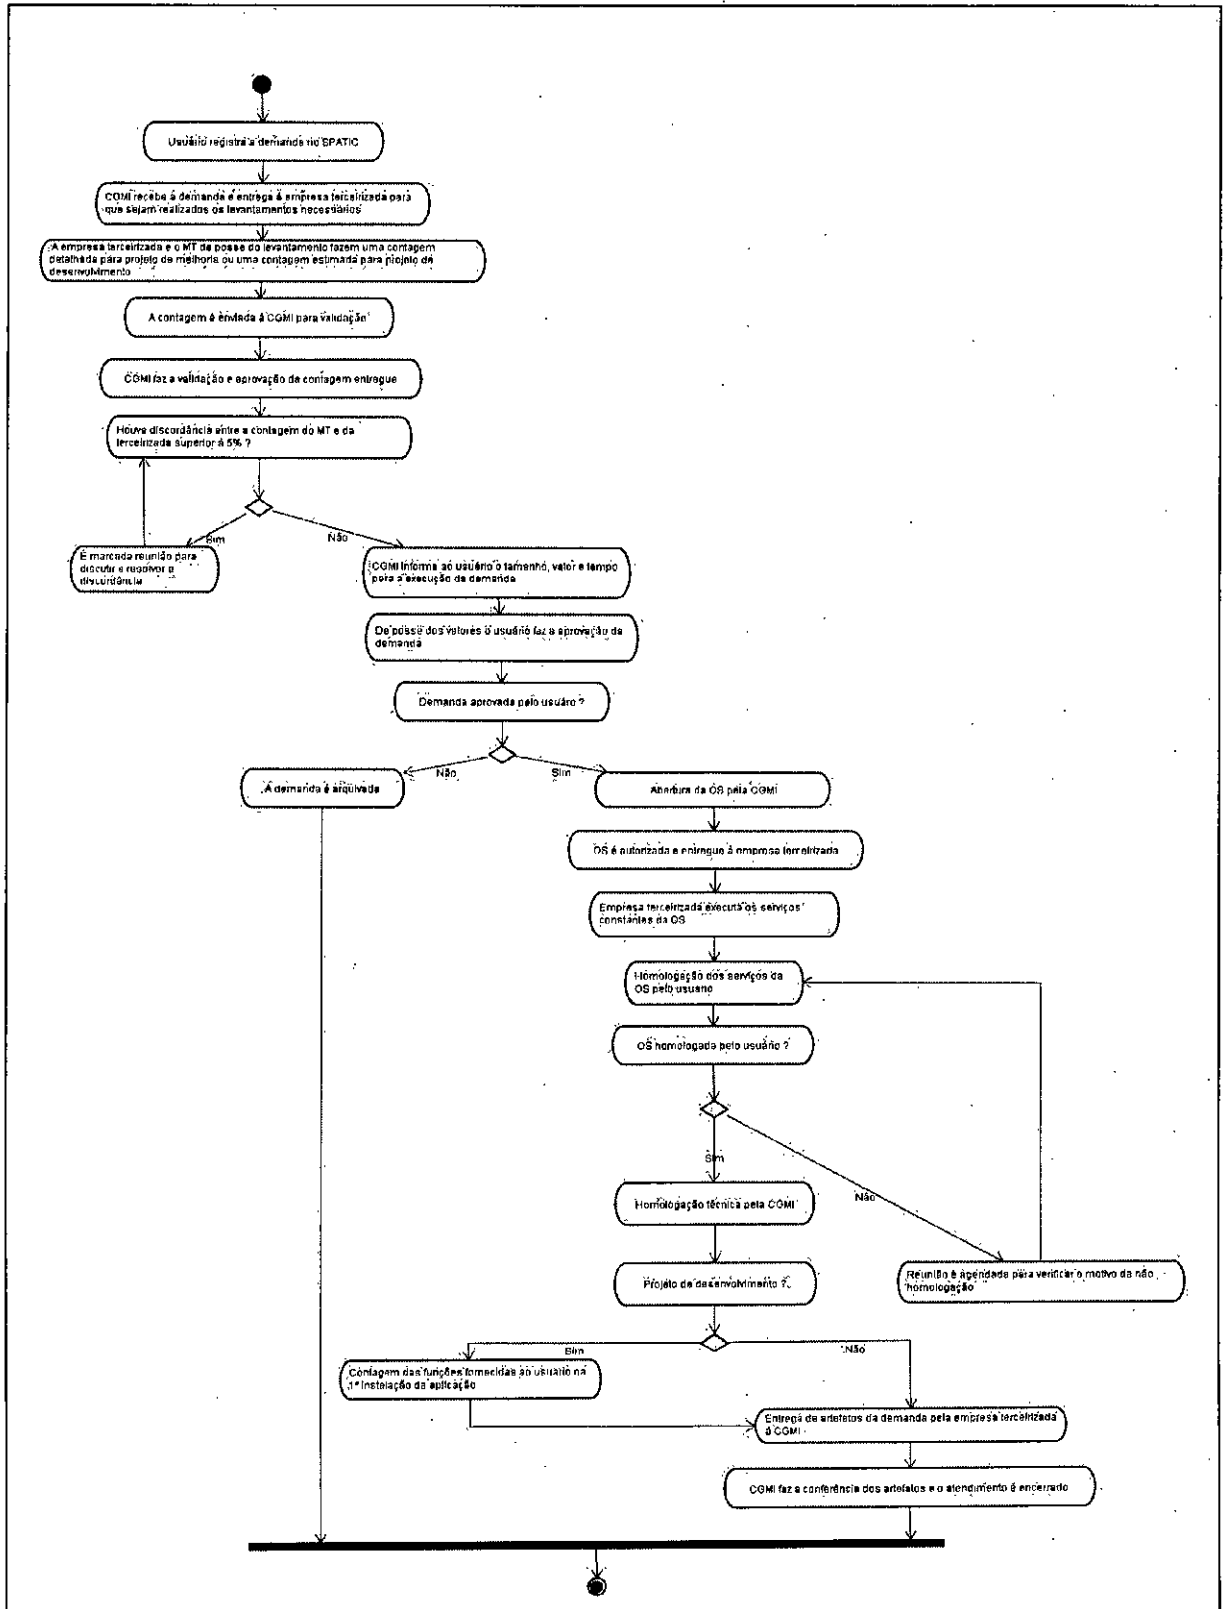 Usuário registra a demanda no SPATIC
CGMI recebe a demanda e entrega à empresa terceirizada para
que sejam realizados os levantamentos necessários
A empresa terceirizada e o MT de posse do levantamento fazem uma contagem
detalhada para projeto de melhoria ou uma contagem estimada para projeto de
desenvolvimento
A contagem é enviada à CGMI para validação
CGMI faz a validação e aprovação da contagem entregue
Houve discordância entre a contagem do MT e da
terceirizada superior à 5% ?
Sim
Não
É marcada reunião para
discutir e resolver a
discordância
CGMI informa ao usuário o tamanho, valor e tempo
para a execução da demanda
De posse dos valores o usuário faz a aprovação da
demanda
Demanda aprovada pelo usuáro ?
Não
Sim
A demanda é arquivada
Abertura da OS pela CGMI
OS é autorizada e entregue à empresa terceirizada
Empresa terceirizada executa os serviços
constantes da OS
Homologação dos serviços da
OS pelo usuario
OS homologada pelo usuário ?
Sim
Não
Homologação técnica pela CGMI
Projeto de desenvolvimento ?
Reunião é agendada para verificar o motivo da não
homologação
Sim
Não
Contagem das funções fornecidas ao usuário na
1ª instalação da aplicação
Entrega de artefatos da demanda pela empresa terceirizada
à CGMI
CGMI faz a conferência dos artefatos e o atendimento é encerrado